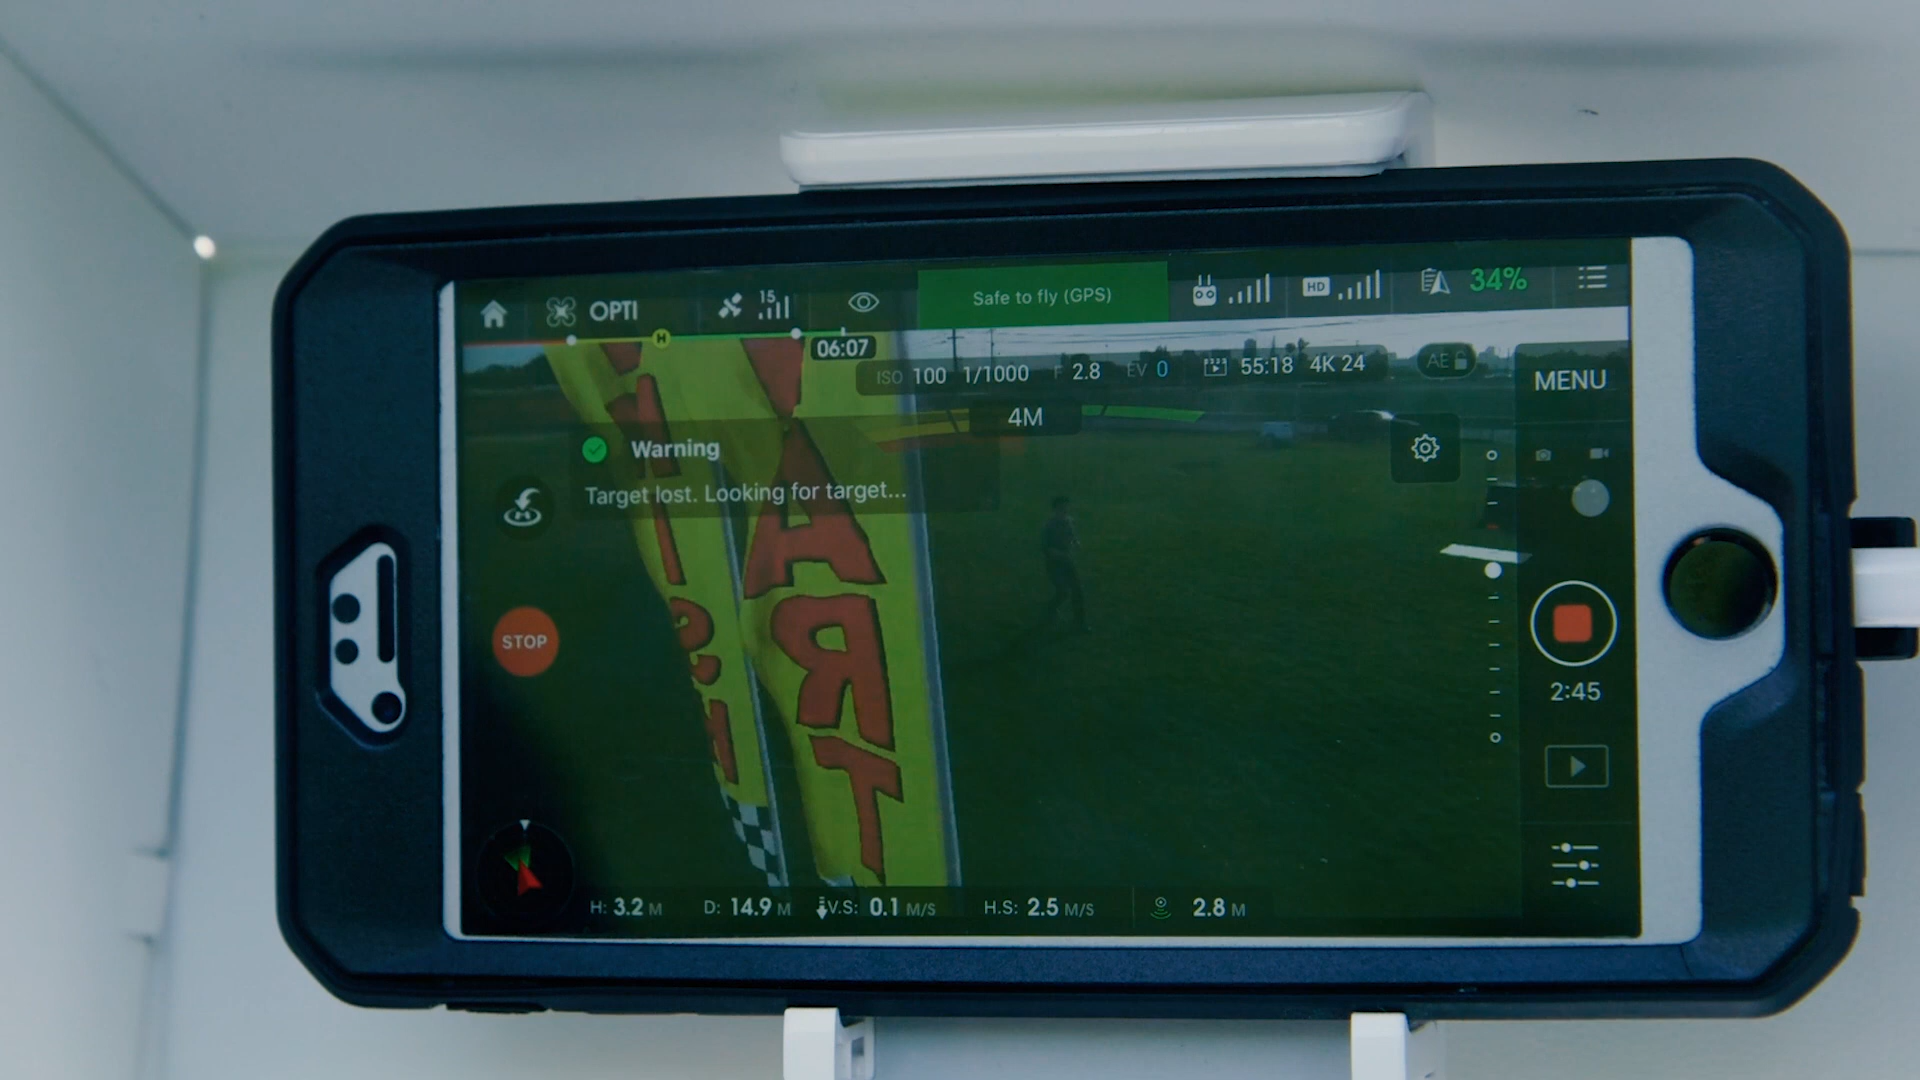 OPTI
15
Safe to fly (GPS)
HD
34%
H
06:07
ISO 100 1/1000 F 2.8 EV 0 55:18 4K 24
AE
MENU
4M
Warning
Target lost. Looking for target...
STOP
ART
2:45
H: 3.2 M D: 14.9 M V.S: 0.1 M/S H.S: 2.5 M/S 2.8 M